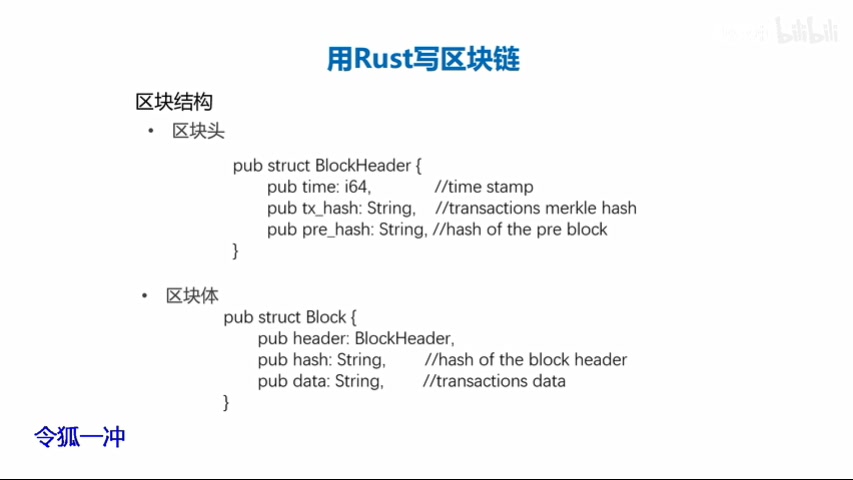 bilibili
用Rust写区块链
区块结构
• 区块头
pub struct BlockHeader {
pub time: i64, //time stamp
pub tx_hash: String, //transactions merkle hash
pub pre_hash: String, //hash of the pre block
}
• 区块体
pub struct Block {
pub header: BlockHeader,
pub hash: String, //hash of the block header
pub data: String, //transactions data
}
令狐一冲